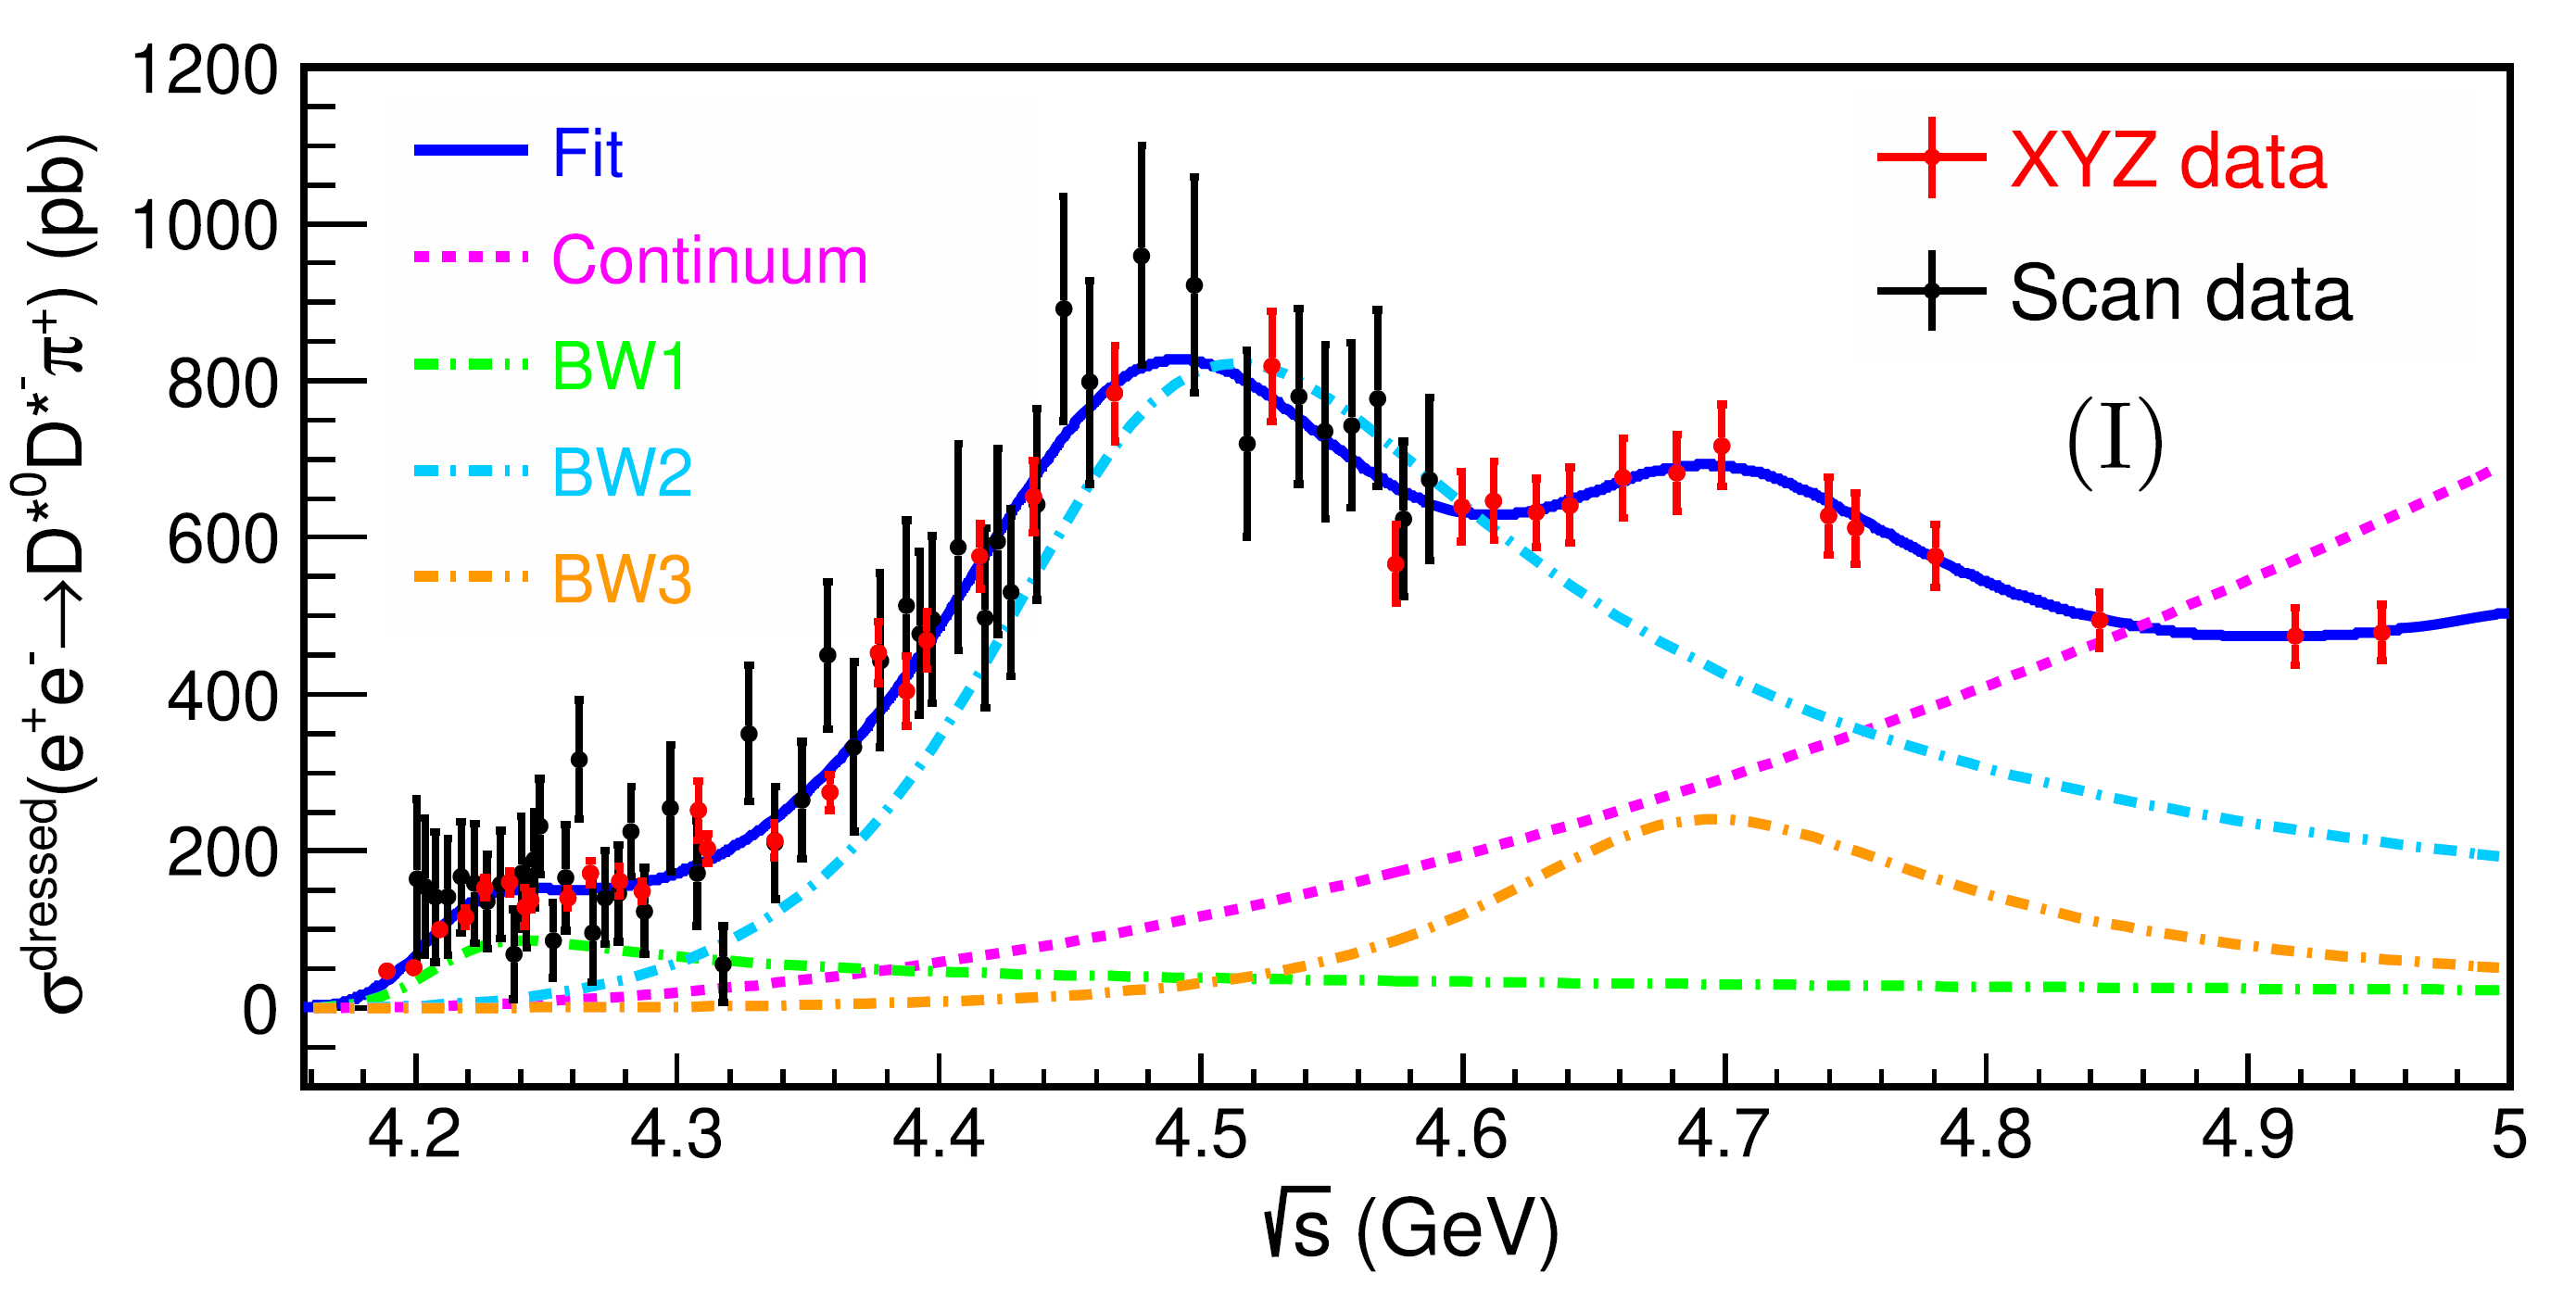 1200
1000
800
600
400
200
0
σ^dressed(e⁺e⁻→D*⁰D*⁻π⁺) (pb)
Fit
Continuum
BW1
BW2
BW3
XYZ data
Scan data
(I)
4.2 4.3 4.4 4.5 4.6 4.7 4.8 4.9 5
√s (GeV)